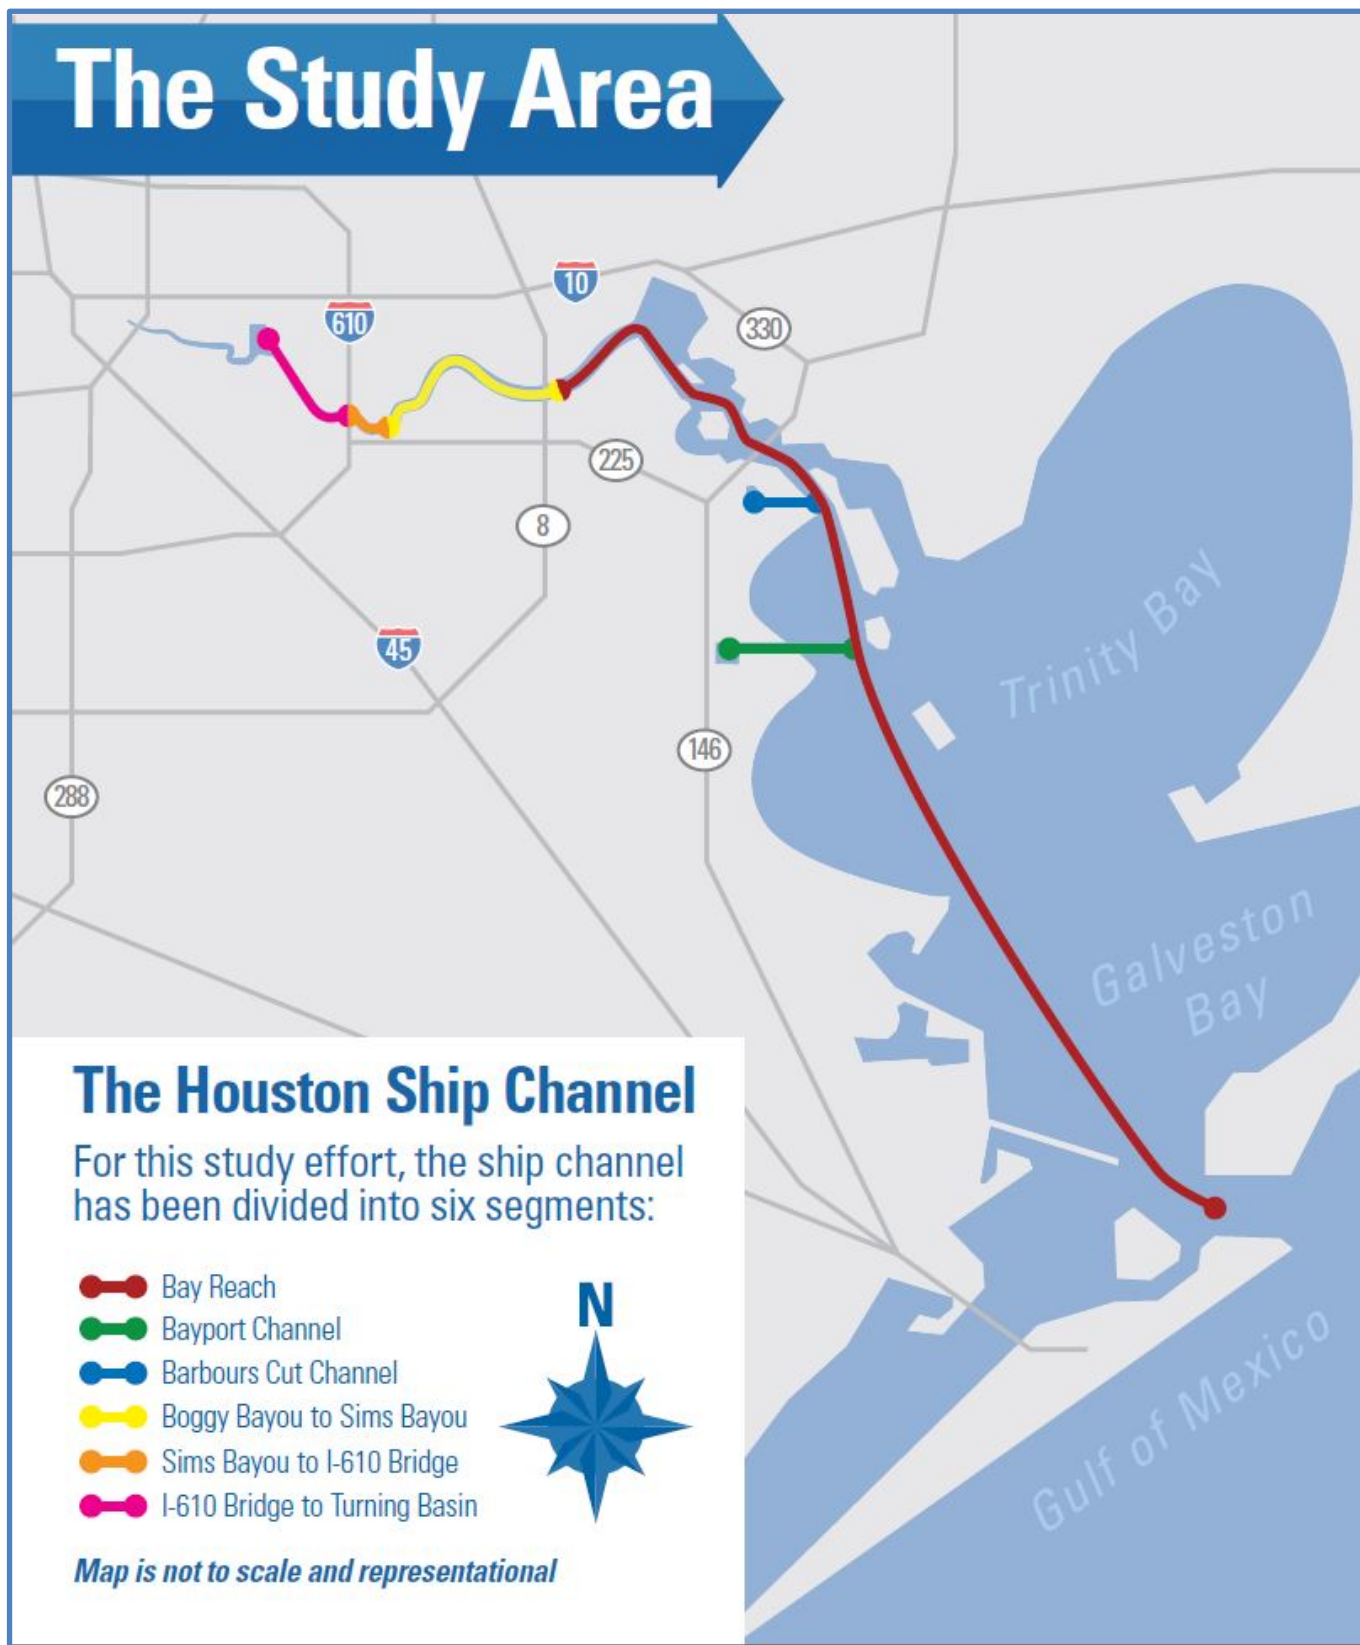 The Study Area
10
610
330
225
8
45
Trinity Bay
146
288
Galveston
Bay
The Houston Ship Channel
For this study effort, the ship channel
has been divided into six segments:
Bay Reach
Bayport Channel
Barbours Cut Channel
Boggy Bayou to Sims Bayou
Sims Bayou to I-610 Bridge
I-610 Bridge to Turning Basin
N
Gulf of Mexico
Map is not to scale and representational